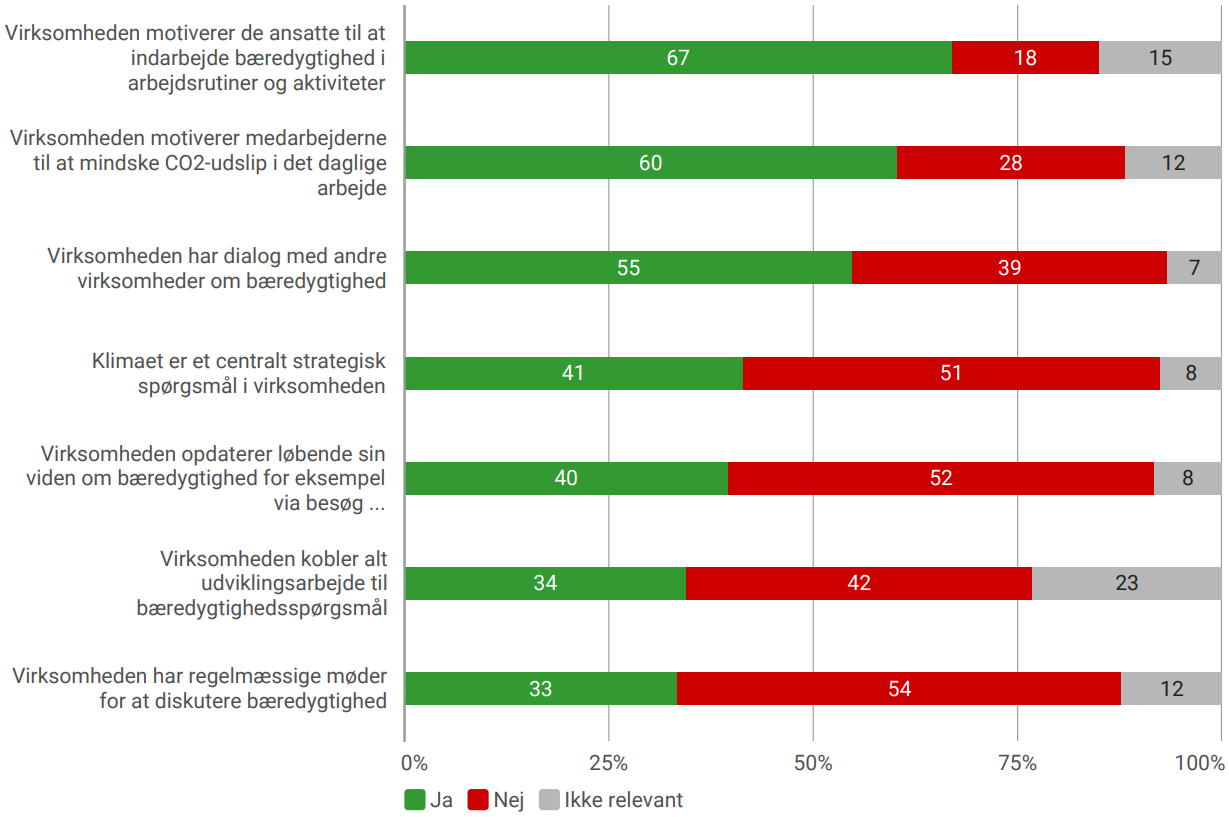 Virksomheden motiverer de ansatte til at
indarbejde bæredygtighed i
arbejdsrutiner og aktiviteter
67 18 15
Virksomheden motiverer medarbejderne
til at mindske CO2-udslip i det daglige
arbejde
60 28 12
Virksomheden har dialog med andre
virksomheder om bæredygtighed
55 39 7
Klimaet er et centralt strategisk
spørgsmål i virksomheden
41 51 8
Virksomheden opdaterer løbende sin
viden om bæredygtighed for eksempel
via besøg ...
40 52 8
Virksomheden kobler alt
udviklingsarbejde til
bæredygtighedsspørgsmål
34 42 23
Virksomheden har regelmæssige møder
for at diskutere bæredygtighed
33 54 12
0% 25% 50% 75% 100%
Ja Nej Ikke relevant